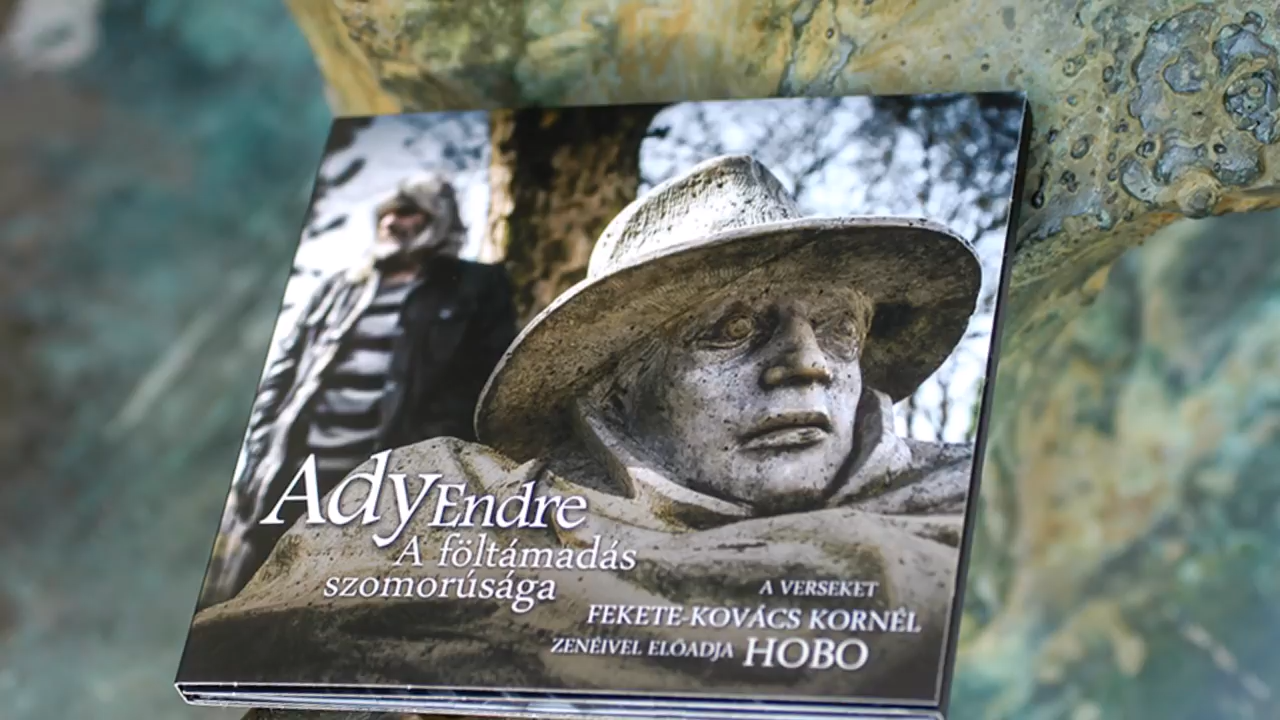 Ady Endre
A föltámadás
szomorúsága
A VERSEKET
FEKETE-KOVÁCS KORNÉL
ZENÉIVEL ELŐADJA HOBO